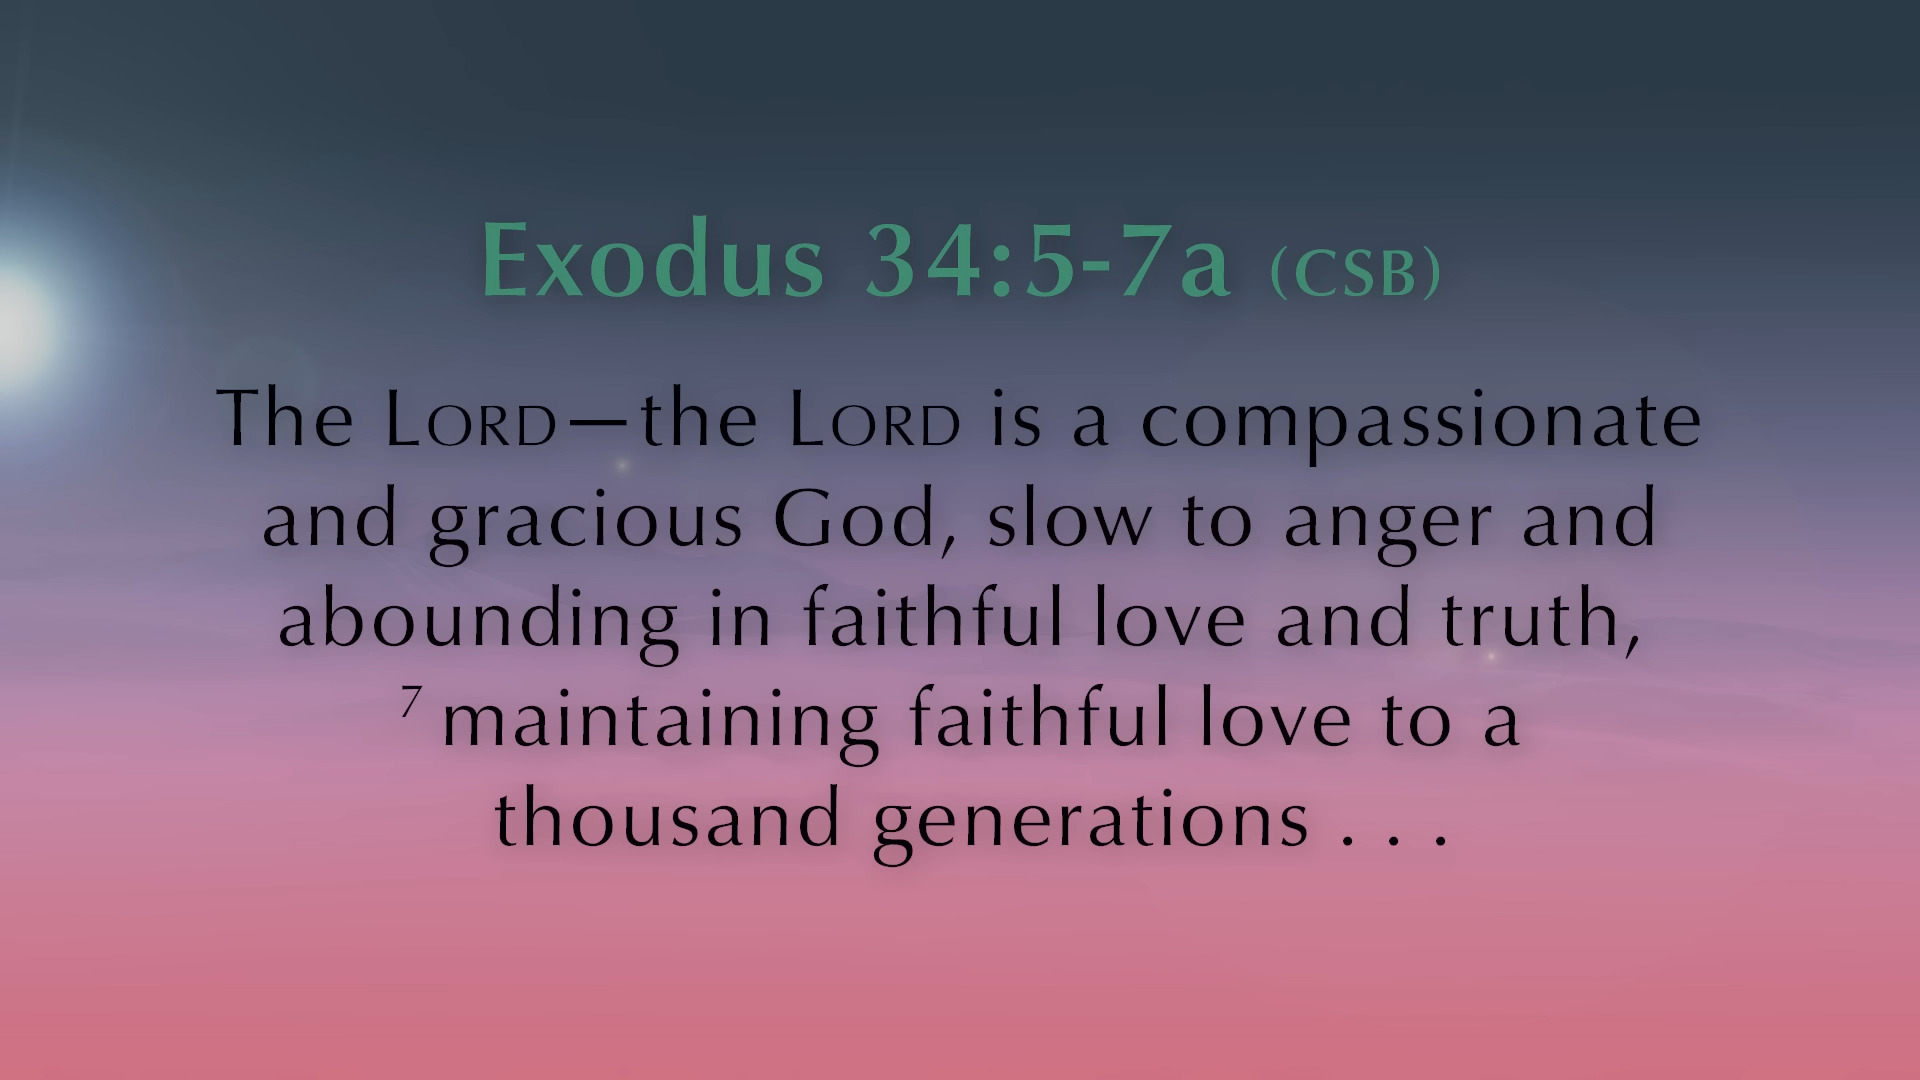 Exodus 34:5-7a (CSB)
The LORD—the LORD is a compassionate
and gracious God, slow to anger and
abounding in faithful love and truth,
7 maintaining faithful love to a
thousand generations . . .